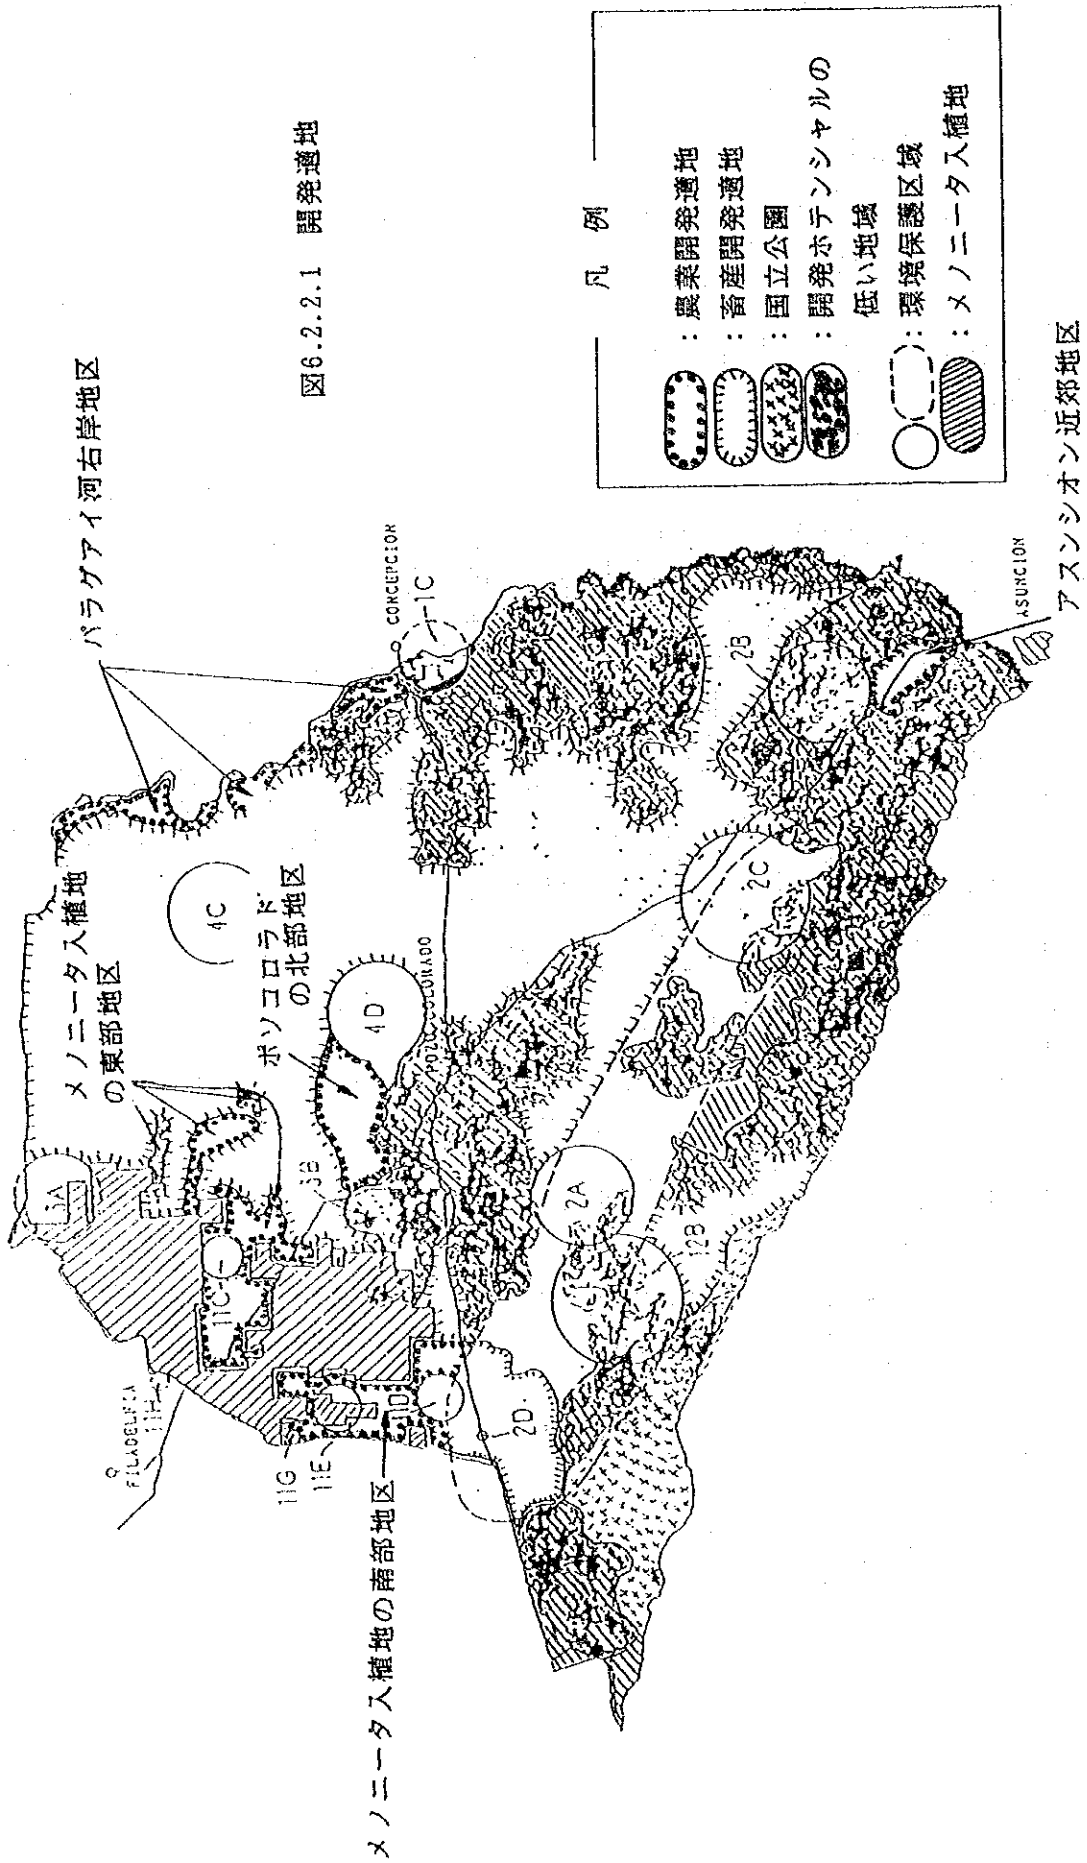 図6.2.2.1 開発適地
凡 例
：農業開発適地
：畜産開発適地
：国立公園
：開発ホテンシャルの
低い地域
：環境保護区域
：メノニータ入植地
パラグアイ河右岸地区
メノニータ入植地
の東部地区
ポソコロラド
の北部地区
メノニータ入植地の南部地区
アスンシオン近郊地区
FILADELFIA
11H
11G
11E
11D
11C
3A
3B
4C
4D
POZO COLORADO
CONCEPCION
1C
2A
2B
2C
2D
12B
ASUNCION